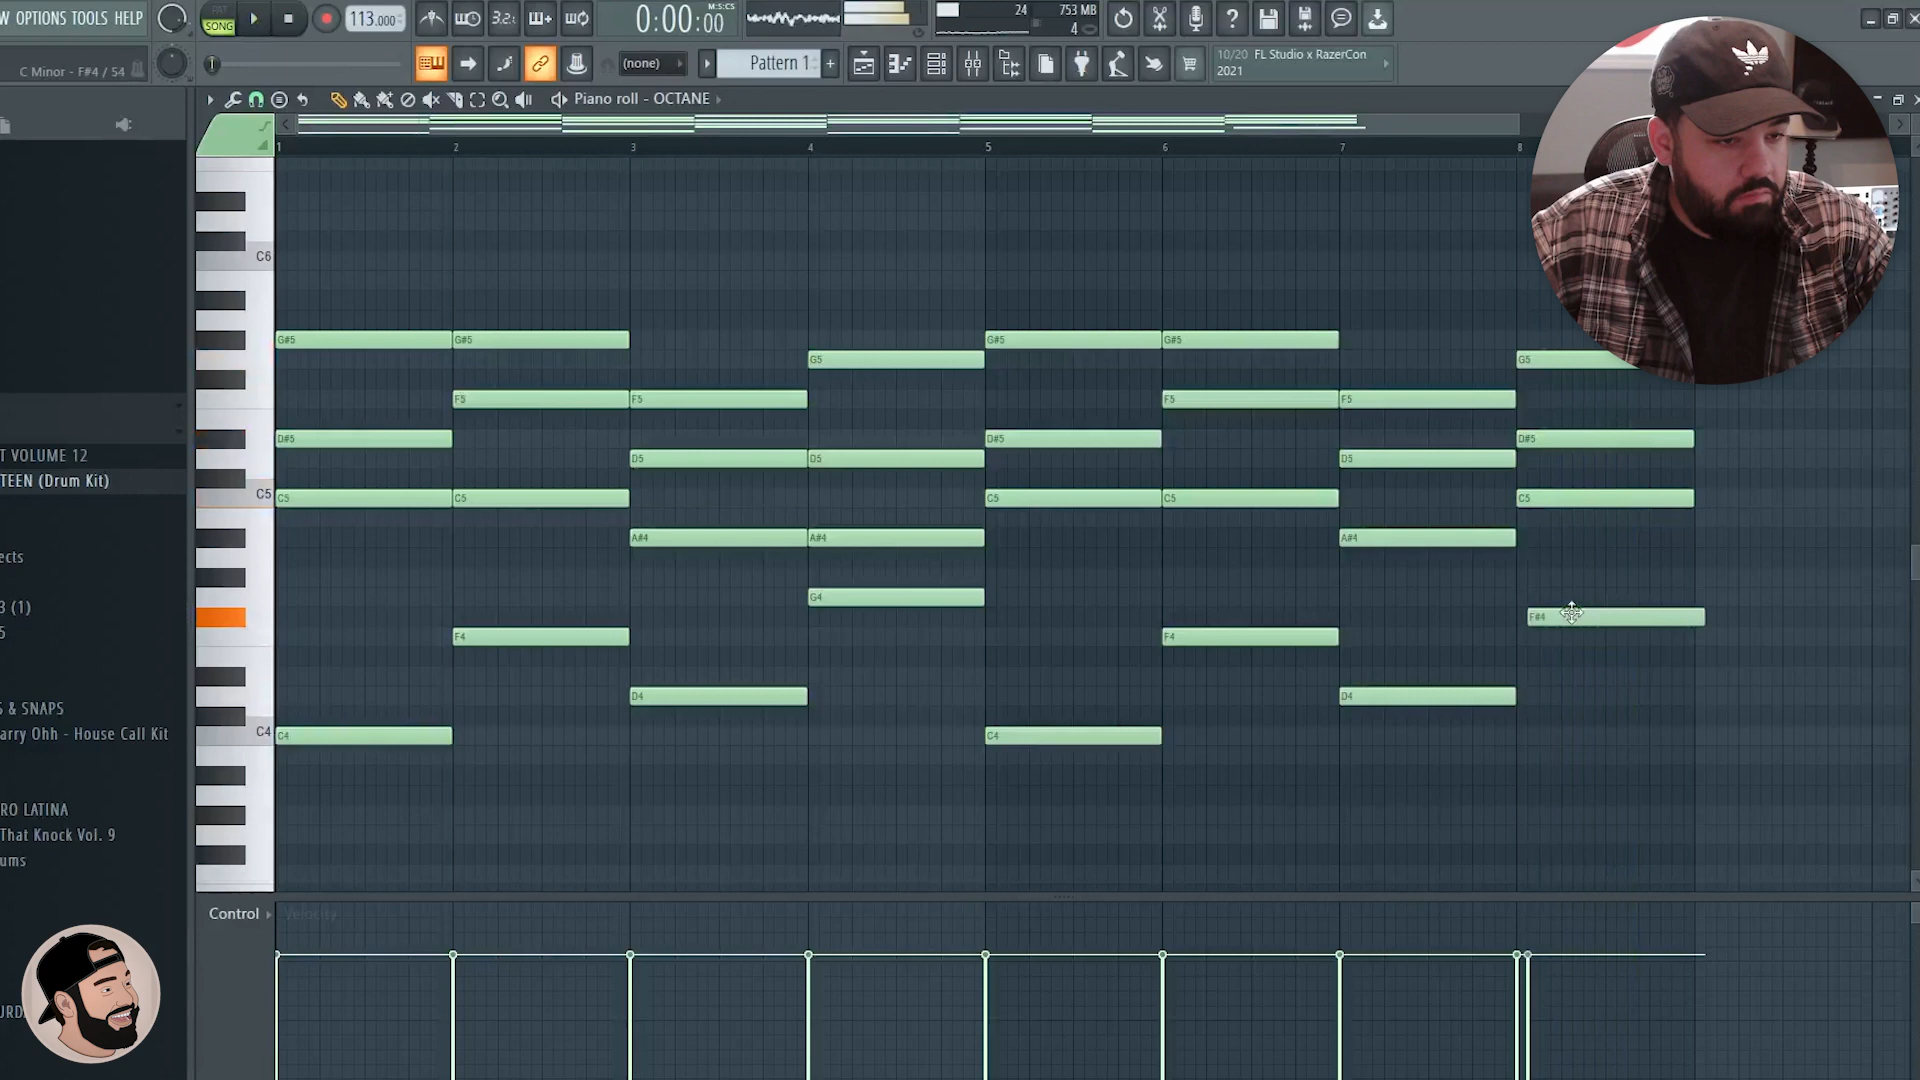 W OPTIONS TOOLS HELP
PAT
SONG
113.000
3.2:
0:00:00
M:S:CS
24
753 MB
4
C Minor - F#4 / 54
(none)
Pattern 1
+
10/20 FL Studio x RazerCon
2021
Piano roll - OCTANE
1 2 3 4 5 6 7 8
C6
G#5 G#5 G#5 G#5
G5 G5
F5 F5 F5 F5
D#5 D#5 D#5
T VOLUME 12
D5 D5 D5
TEEN (Drum Kit)
C5
C5 C5 C5 C5 C5
A#4 A#4 A#4
ects
G4
3 (1)
F#4
5
F4 F4
D4 D4
S & SNAPS
C4
C4 C4
arry Ohh - House Call Kit
RO LATINA
That Knock Vol. 9
ums
Control
Velocity
URD